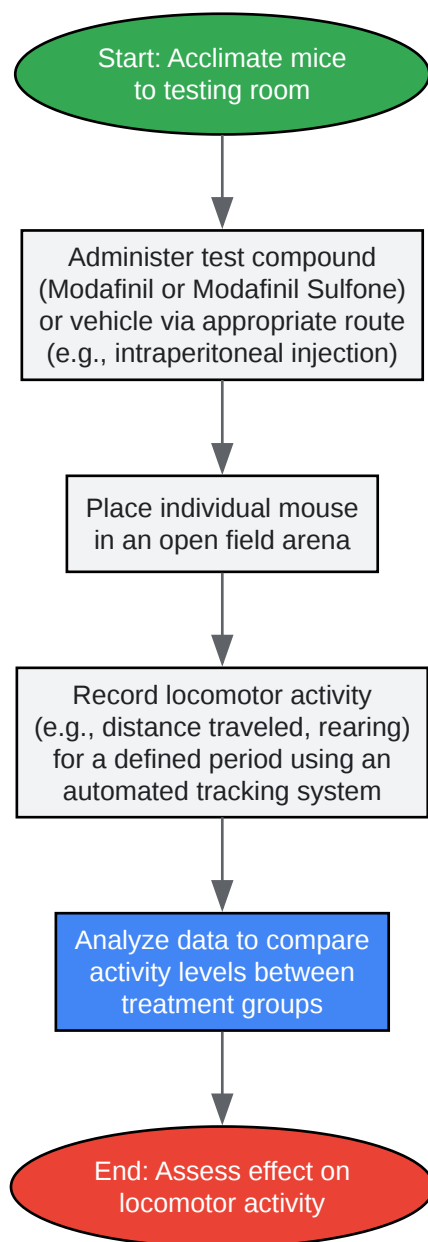 Start: Acclimate mice
to testing room
Administer test compound
(Modafinil or Modafinil Sulfone)
or vehicle via appropriate route
(e.g., intraperitoneal injection)
Place individual mouse
in an open field arena
Record locomotor activity
(e.g., distance traveled, rearing)
for a defined period using an
automated tracking system
Analyze data to compare
activity levels between
treatment groups
End: Assess effect on
locomotor activity